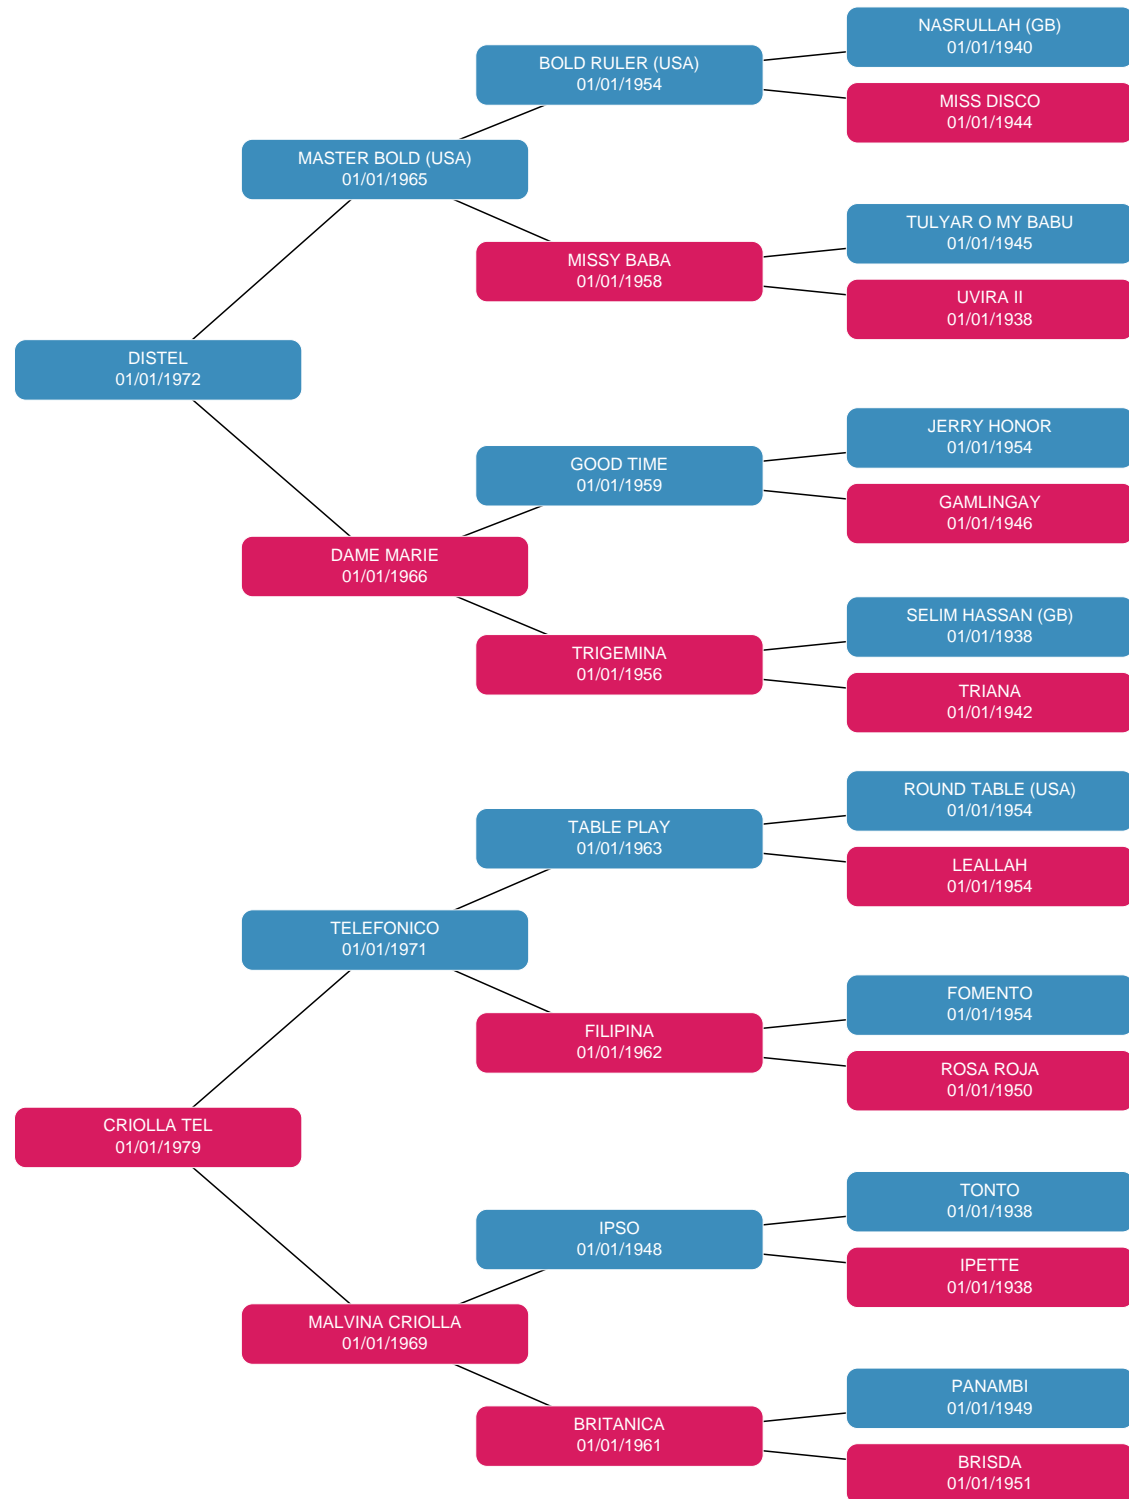 NASRULLAH (GB)
01/01/1940
BOLD RULER (USA)
01/01/1954
MISS DISCO
01/01/1944
MASTER BOLD (USA)
01/01/1965
TULYAR O MY BABU
01/01/1945
MISSY BABA
01/01/1958
UVIRA II
01/01/1938
DISTEL
01/01/1972
JERRY HONOR
01/01/1954
GOOD TIME
01/01/1959
GAMLINGAY
01/01/1946
DAME MARIE
01/01/1966
SELIM HASSAN (GB)
01/01/1938
TRIGEMINA
01/01/1956
TRIANA
01/01/1942
ROUND TABLE (USA)
01/01/1954
TABLE PLAY
01/01/1963
LEALLAH
01/01/1954
TELEFONICO
01/01/1971
FOMENTO
01/01/1954
FILIPINA
01/01/1962
ROSA ROJA
01/01/1950
CRIOLLA TEL
01/01/1979
TONTO
01/01/1938
IPSO
01/01/1948
IPETTE
01/01/1938
MALVINA CRIOLLA
01/01/1969
PANAMBI
01/01/1949
BRITANICA
01/01/1961
BRISDA
01/01/1951